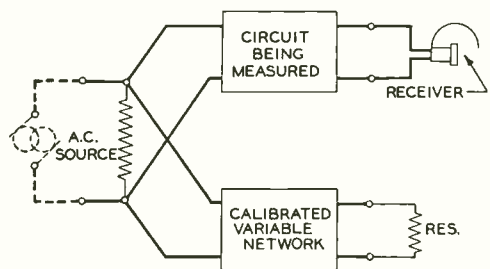 CIRCUIT
BEING
MEASURED
RECEIVER
A.C.
SOURCE
CALIBRATED
VARIABLE
NETWORK
RES.